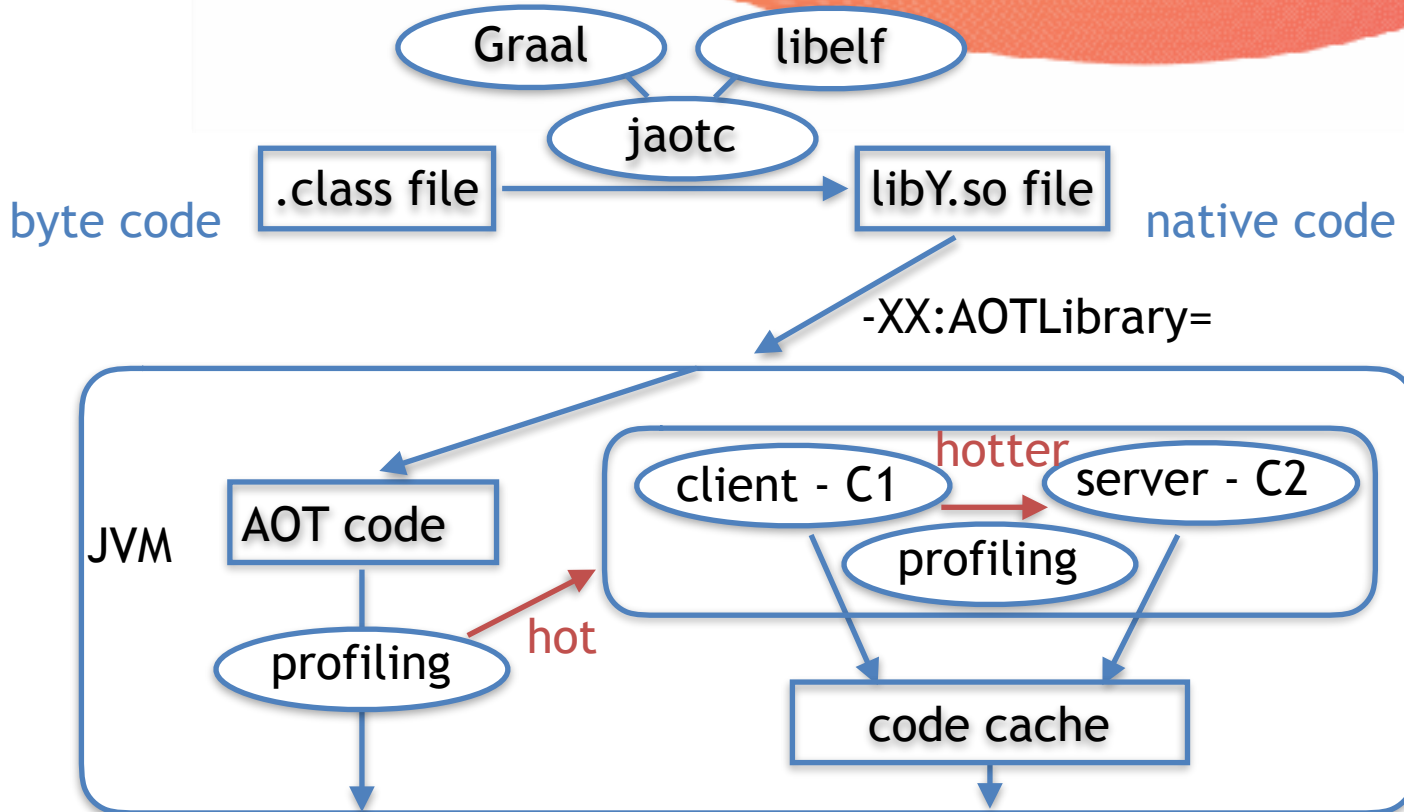 Graal
libelf
jaotc
.class file
libY.so file
byte code
native code
-XX:AOTLibrary=
hotter
client - C1
server - C2
JVM
AOT code
profiling
hot
profiling
code cache